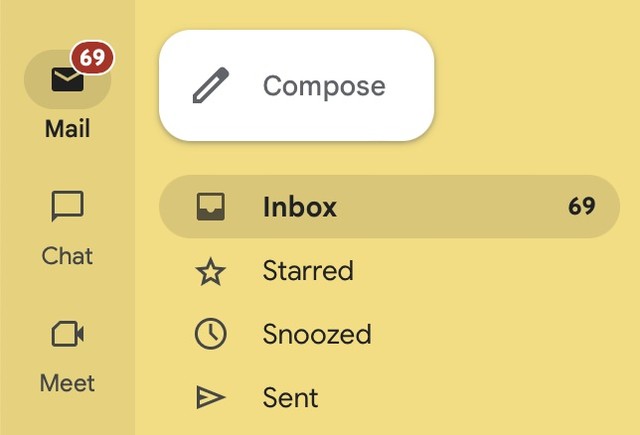 69
Mail
Chat
Meet
Compose
Inbox 69
Starred
Snoozed
Sent